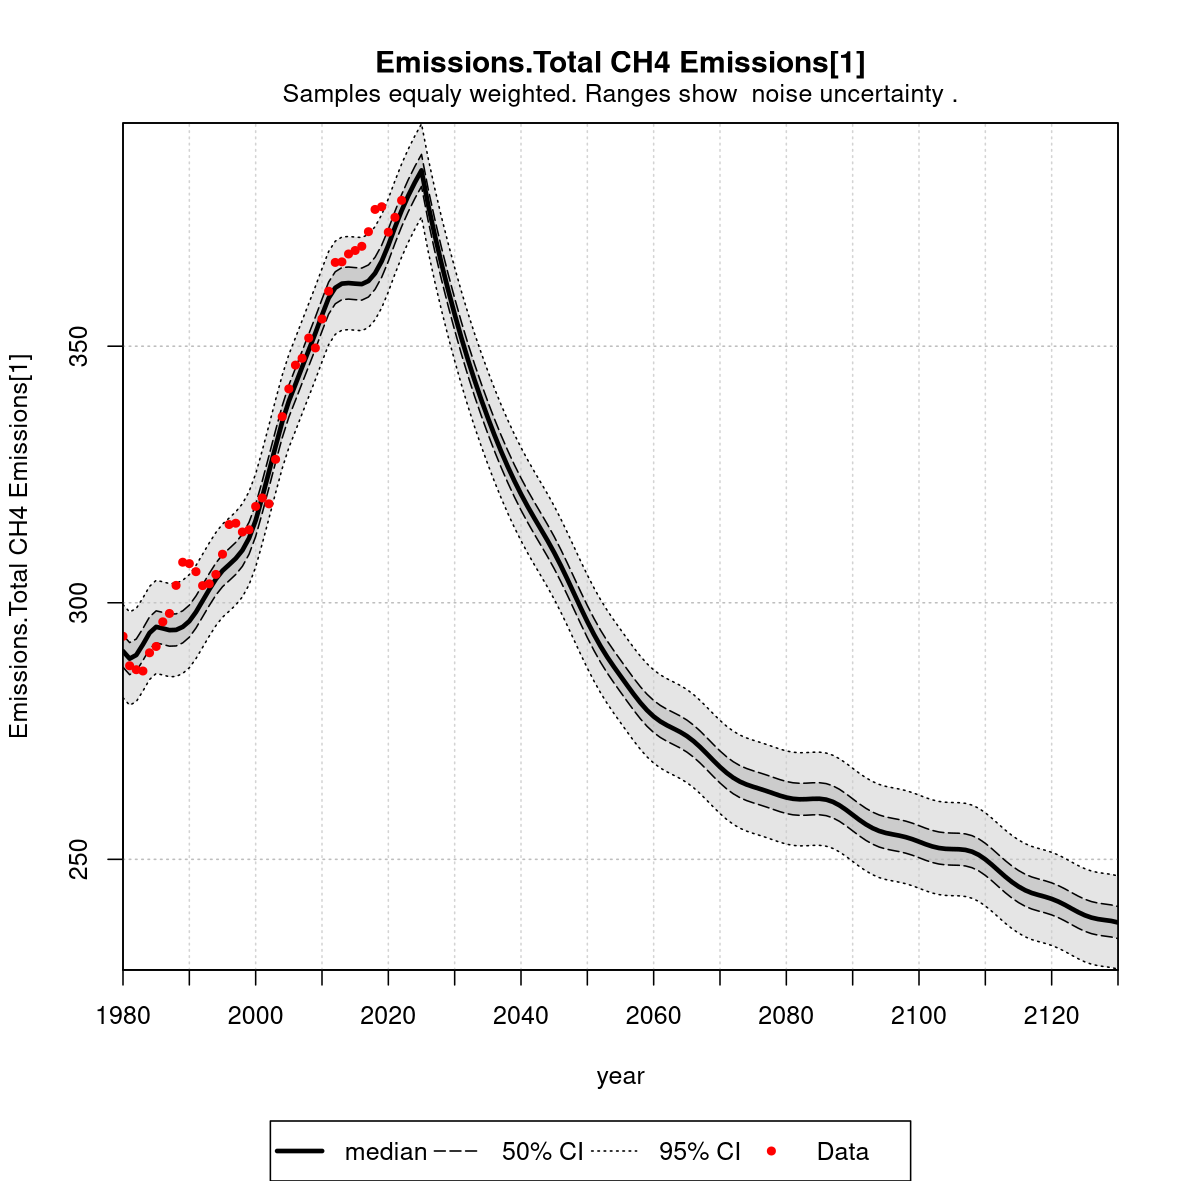 Emissions.Total CH4 Emissions[1]
Samples equaly weighted. Ranges show  noise uncertainty .
Emissions.Total CH4 Emissions[1]
350
300
250
1980 2000 2020 2040 2060 2080 2100 2120
year
median 50% CI 95% CI Data